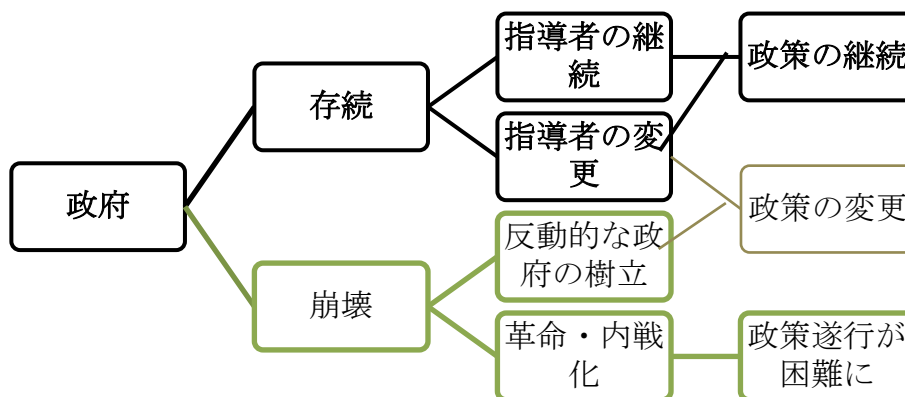 政府
存続
崩壊
指導者の継
続
指導者の変
更
反動的な政
府の樹立
革命・内戦
化
政策の継続
政策の変更
政策遂行が
困難に